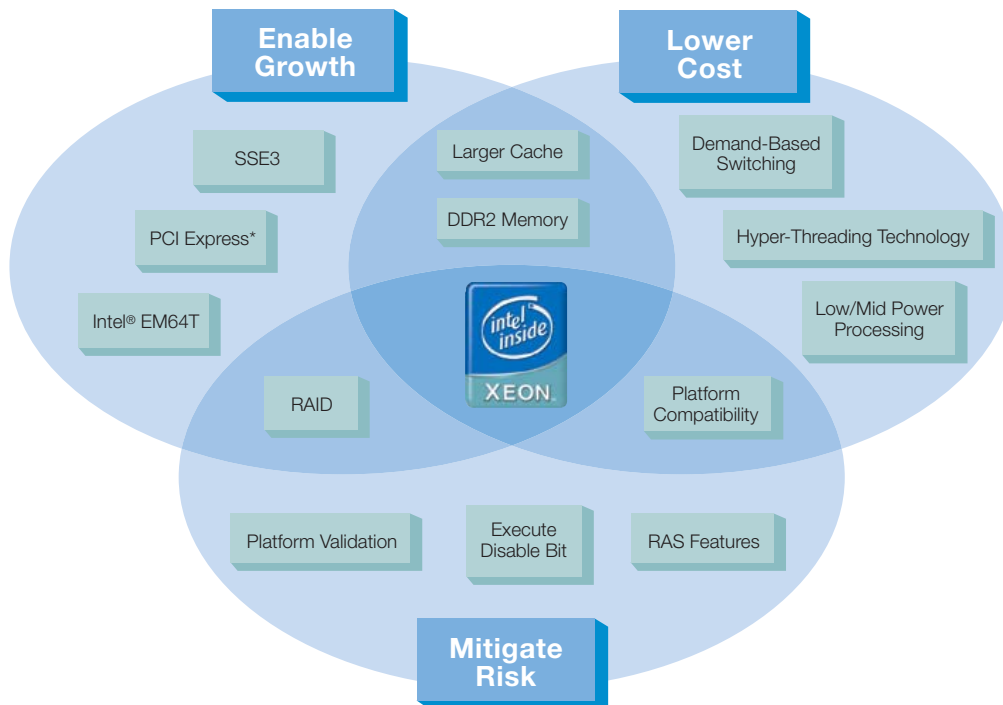 Enable
Growth
Lower
Cost
SSE3
Larger Cache
Demand-Based
Switching
PCI Express*
DDR2 Memory
Hyper-Threading Technology
Intel® EM64T
intel®
inside
XEON™
Low/Mid Power
Processing
RAID
Platform
Compatibility
Platform Validation
Execute
Disable Bit
RAS Features
Mitigate
Risk